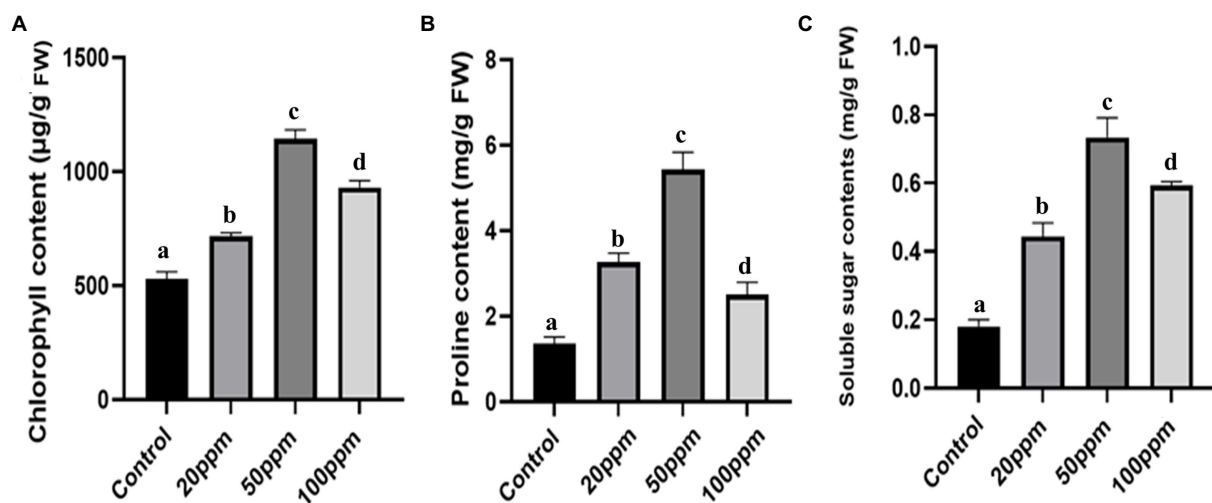 A
Chlorophyll content (µg/g FW)
1500
1000
500
0
a
b
c
d
Control
20ppm
50ppm
100ppm
B
Proline content (mg/g FW)
8
6
4
2
0
a
b
c
d
Control
20ppm
50ppm
100ppm
C
Soluble sugar contents (mg/g FW)
1.0
0.8
0.6
0.4
0.2
0.0
a
b
c
d
Control
20ppm
50ppm
100ppm